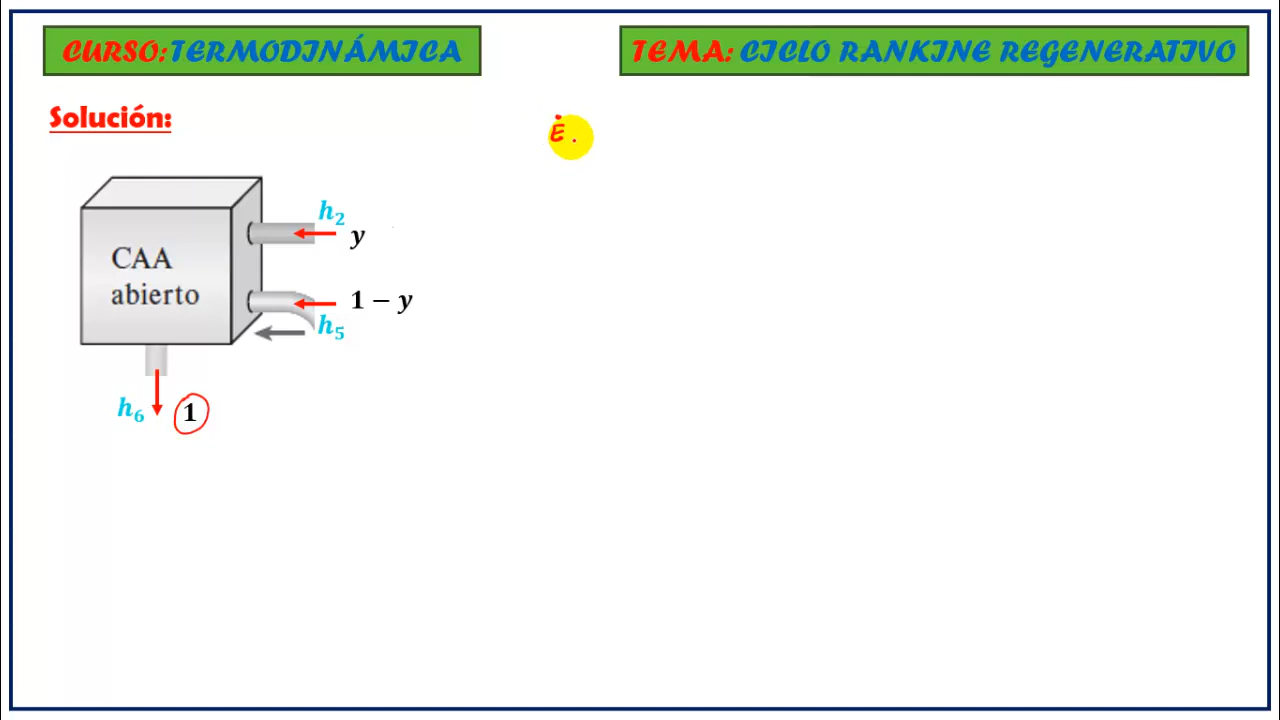 CURSO: TERMODINÁMICA
TEMA: CICLO RANKINE REGENERATIVO
Solución:
Ė.
h₂
y
CAA
abierto
1 − y
h₅
h₆ 1